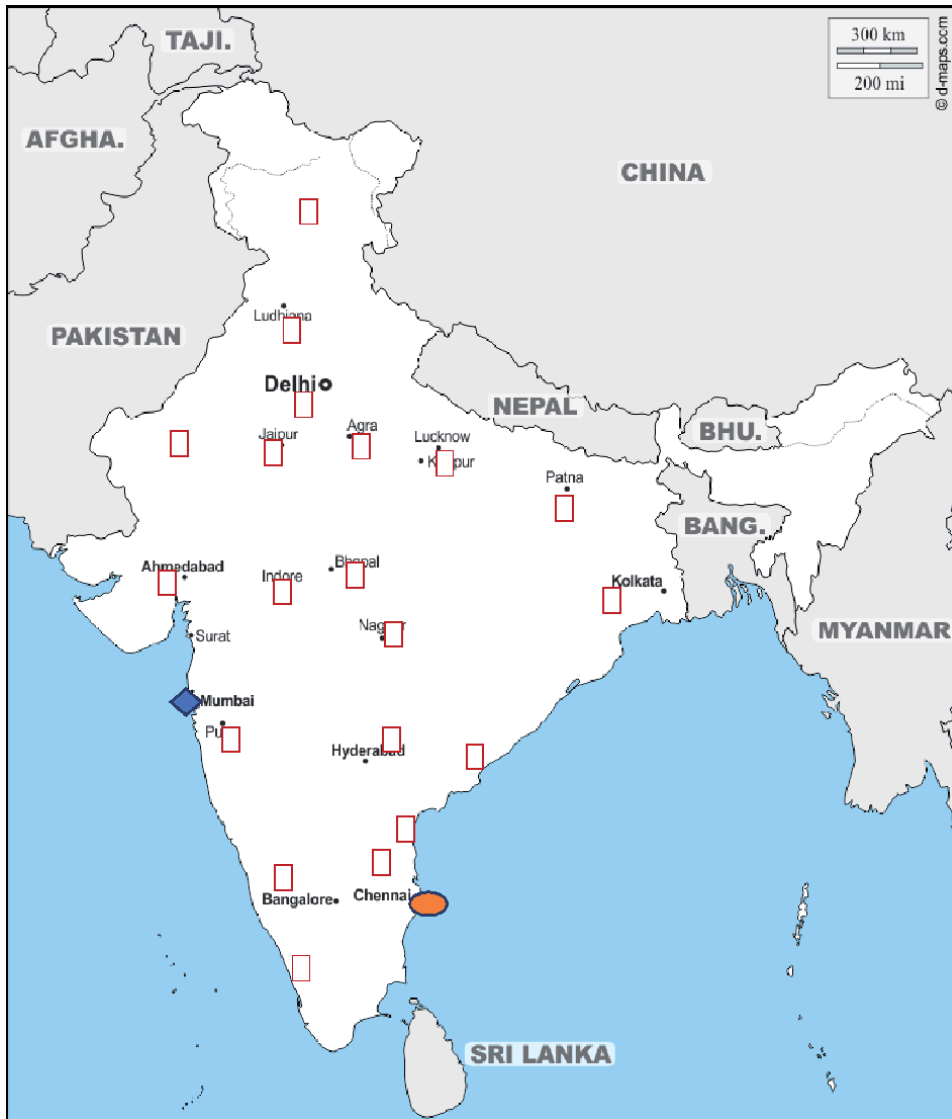 TAJI.
300 km
200 mi
© d-maps.com
AFGHA.
CHINA
Ludhiana
PAKISTAN
Delhi
NEPAL
Jaipur
Agra
Lucknow
BHU.
Patna
BANG.
Ahmedabad
Indore
Bhopal
Kolkata
MYANMAR
Surat
Mumbai
Hyderabad
Chennai
Bangalore
SRI LANKA